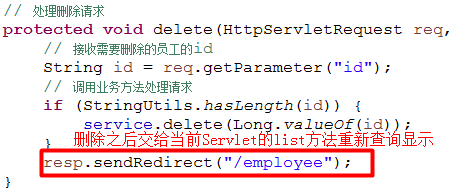 // 处理删除请求
protected void delete(HttpServletRequest req,
// 接收需要删除的员工的id
String id = req.getParameter("id");
// 调用业务方法处理请求
if (StringUtils.hasLength(id)) {
service.delete(Long.valueOf(id));
} 删除之后交给当前Servlet的list方法重新查询显示
resp.sendRedirect("/employee");
}